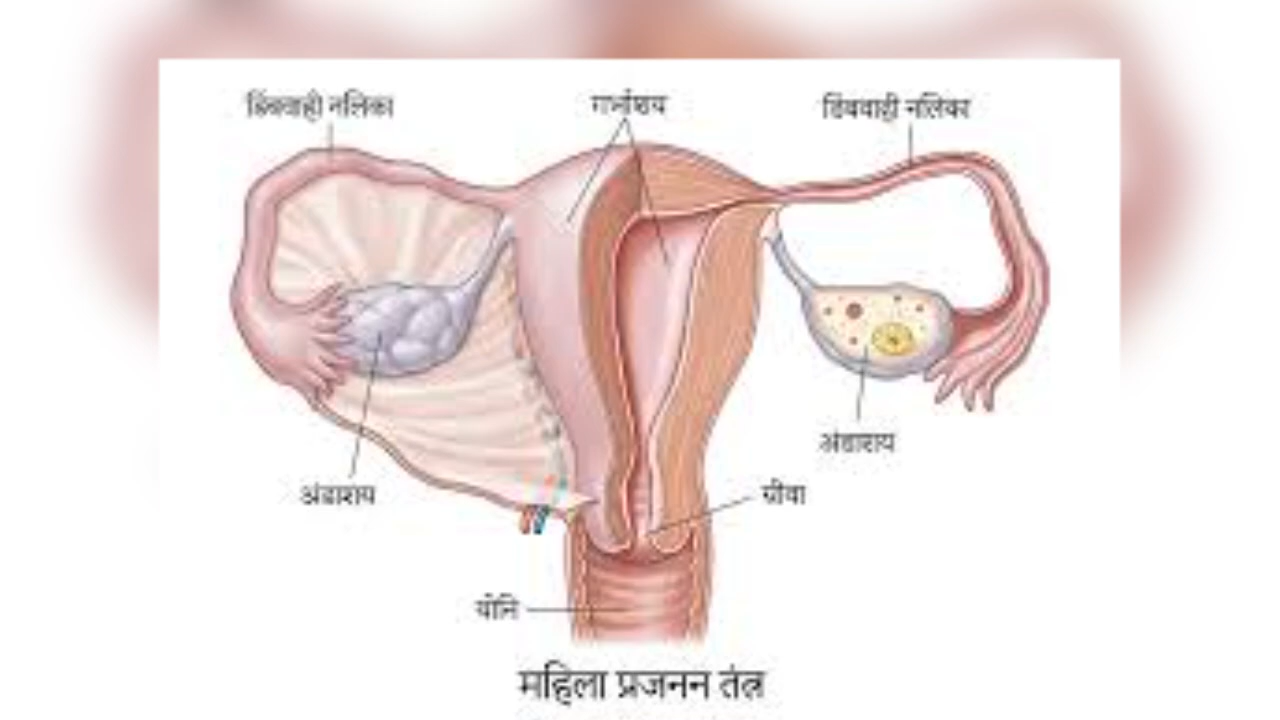 डिंबवाही नलिका
गर्भाशय
डिंबवाही नलिका
अंडाशय
अंडाशय
ग्रीवा
योनि
महिला प्रजनन तंत्र